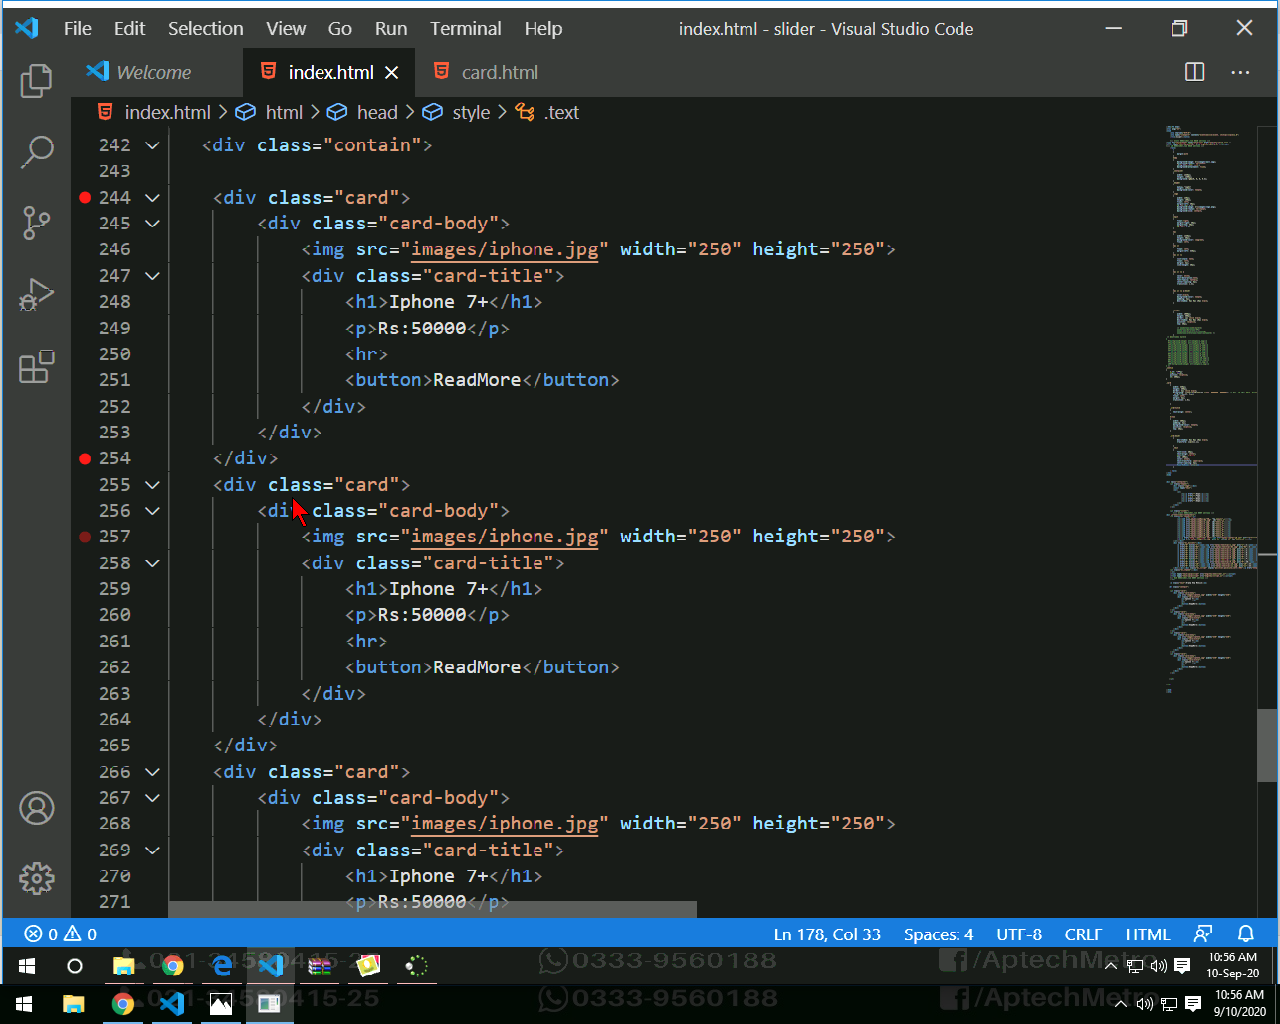 File Edit Selection View Go Run Terminal Help index.html - slider - Visual Studio Code
Welcome index.html card.html
index.html > html > head > style > .text
242 <div class="contain">
243
244 <div class="card">
245 <div class="card-body">
246 <img src="images/iphone.jpg" width="250" height="250">
247 <div class="card-title">
248 <h1>Iphone 7+</h1>
249 <p>Rs:50000</p>
250 <hr>
251 <button>ReadMore</button>
252 </div>
253 </div>
254 </div>
255 <div class="card">
256 <div class="card-body">
257 <img src="images/iphone.jpg" width="250" height="250">
258 <div class="card-title">
259 <h1>Iphone 7+</h1>
260 <p>Rs:50000</p>
261 <hr>
262 <button>ReadMore</button>
263 </div>
264 </div>
265 </div>
266 <div class="card">
267 <div class="card-body">
268 <img src="images/iphone.jpg" width="250" height="250">
269 <div class="card-title">
270 <h1>Iphone 7+</h1>
271 <p>Rs:50000</p>
0 0 Ln 178, Col 33 Spaces: 4 UTF-8 CRLF HTML
0333-9560188 /AptechMetro
10:56 AM
10-Sep-20
0333-9560188 /AptechMetro
10:56 AM
9/10/2020